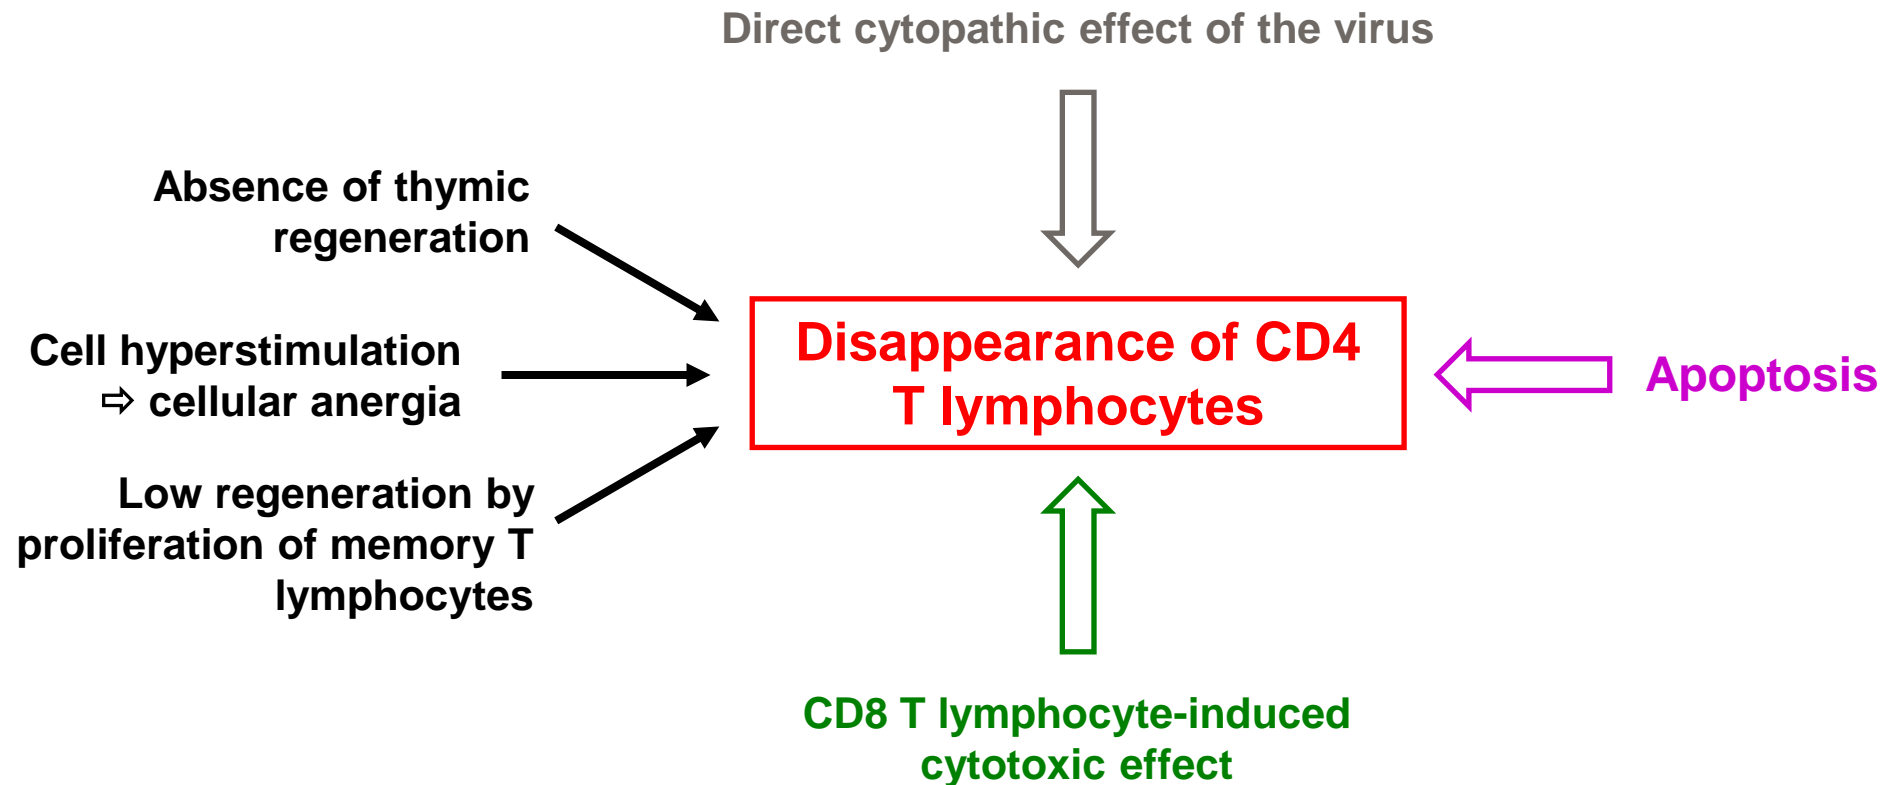 Direct cytopathic effect of the virus
Absence of thymic
regeneration
Cell hyperstimulation
⇨ cellular anergia
Low regeneration by
proliferation of memory T
lymphocytes
Disappearance of CD4
T lymphocytes
Apoptosis
CD8 T lymphocyte-induced
cytotoxic effect